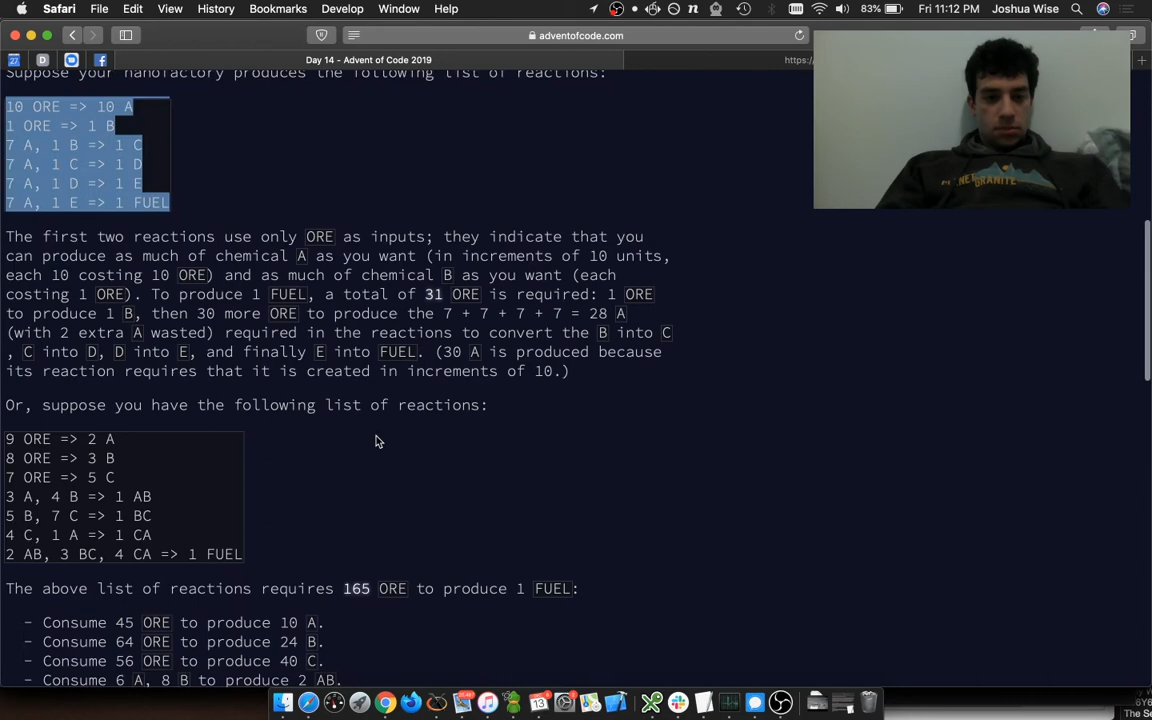 Safari File Edit View History Bookmarks Develop Window Help 83% Fri 11:12 PM Joshua Wise
adventofcode.com
Day 14 - Advent of Code 2019 https:/
Suppose your nanofactory produces the following list of reactions:
10 ORE => 10 A
1 ORE => 1 B
7 A, 1 B => 1 C
7 A, 1 C => 1 D
7 A, 1 D => 1 E
7 A, 1 E => 1 FUEL
The first two reactions use only ORE as inputs; they indicate that you
can produce as much of chemical A as you want (in increments of 10 units,
each 10 costing 10 ORE) and as much of chemical B as you want (each
costing 1 ORE). To produce 1 FUEL, a total of 31 ORE is required: 1 ORE
to produce 1 B, then 30 more ORE to produce the 7 + 7 + 7 + 7 = 28 A
(with 2 extra A wasted) required in the reactions to convert the B into C
, C into D, D into E, and finally E into FUEL. (30 A is produced because
its reaction requires that it is created in increments of 10.)
Or, suppose you have the following list of reactions:
9 ORE => 2 A
8 ORE => 3 B
7 ORE => 5 C
3 A, 4 B => 1 AB
5 B, 7 C => 1 BC
4 C, 1 A => 1 CA
2 AB, 3 BC, 4 CA => 1 FUEL
The above list of reactions requires 165 ORE to produce 1 FUEL:
- Consume 45 ORE to produce 10 A.
- Consume 64 ORE to produce 24 B.
- Consume 56 ORE to produce 40 C.
- Consume 6 A, 8 B to produce 2 AB.